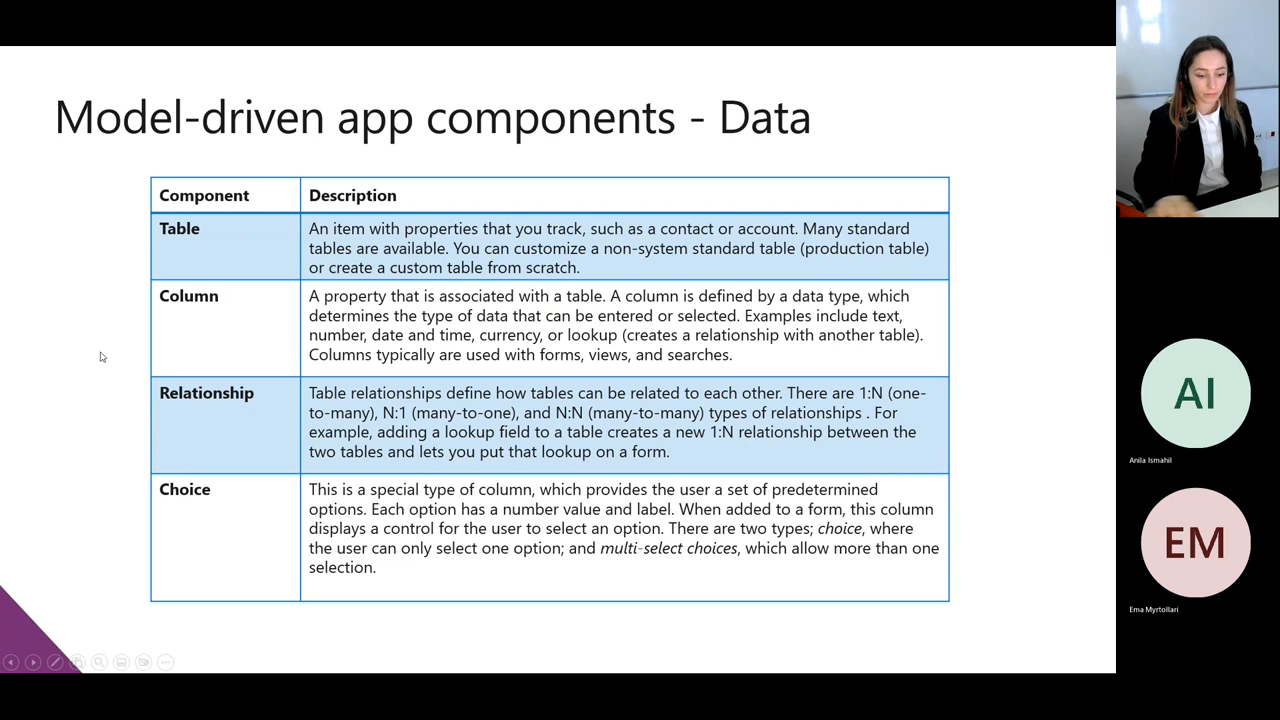 Model-driven app components - Data
Component
Description
Table
An item with properties that you track, such as a contact or account. Many standard
tables are available. You can customize a non-system standard table (production table)
or create a custom table from scratch.
Column
A property that is associated with a table. A column is defined by a data type, which
determines the type of data that can be entered or selected. Examples include text,
number, date and time, currency, or lookup (creates a relationship with another table).
Columns typically are used with forms, views, and searches.
Relationship
Table relationships define how tables can be related to each other. There are 1:N (one-
to-many), N:1 (many-to-one), and N:N (many-to-many) types of relationships . For
example, adding a lookup field to a table creates a new 1:N relationship between the
two tables and lets you put that lookup on a form.
Choice
This is a special type of column, which provides the user a set of predetermined
options. Each option has a number value and label. When added to a form, this column
displays a control for the user to select an option. There are two types; choice, where
the user can only select one option; and multi-select choices, which allow more than one
selection.
AI
Anila Ismahil
EM
Ema Myrtollari